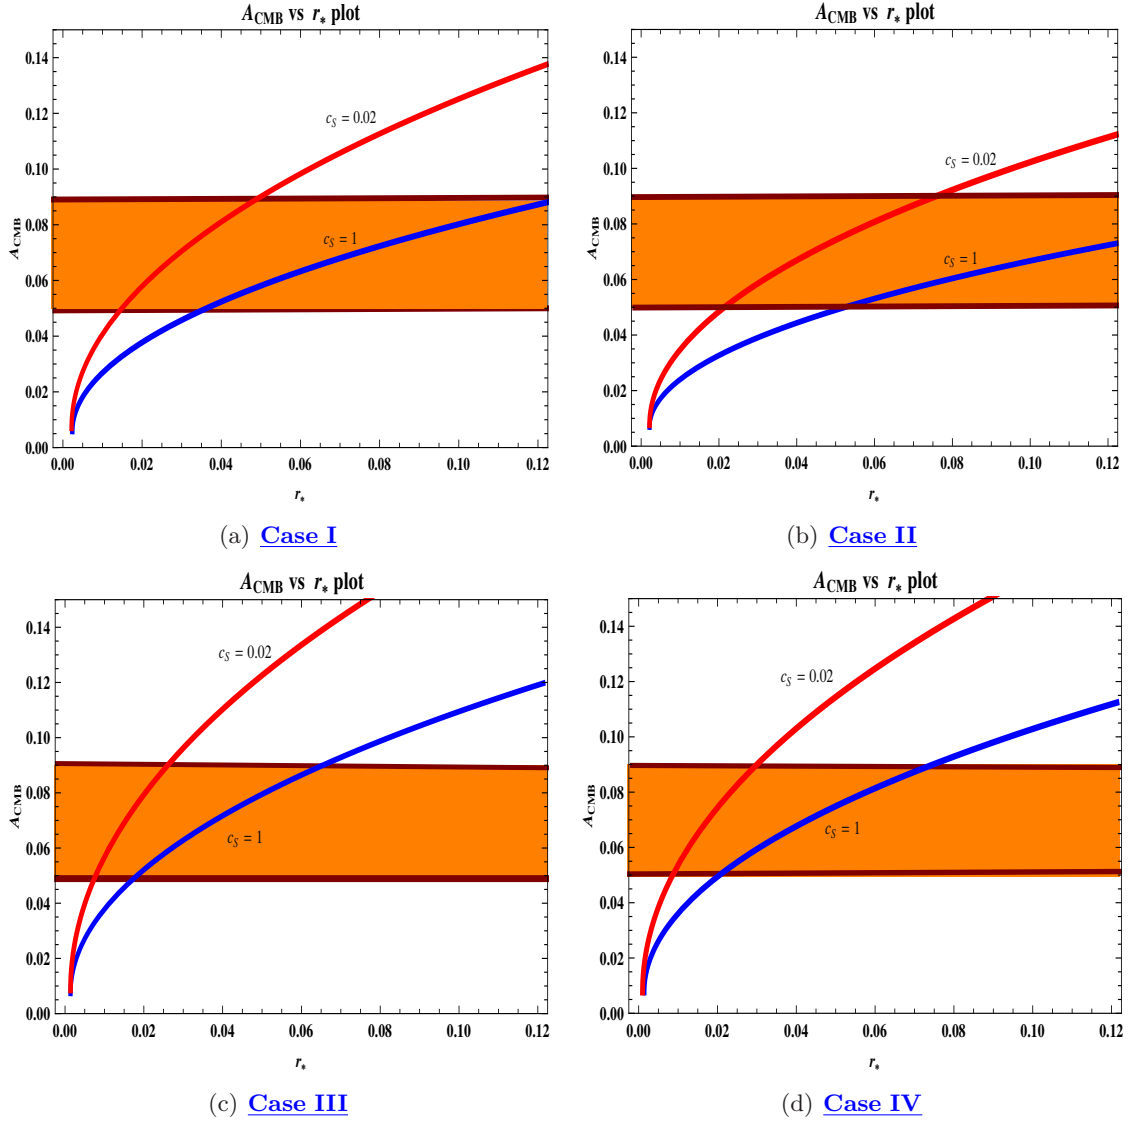 A_CMB vs r_* plot
0.14
0.12
0.10
0.08
0.06
0.04
0.02
0.00
A_CMB
c_S = 0.02
c_S = 1
0.00 0.02 0.04 0.06 0.08 0.10 0.12
r_*
(a) Case I
A_CMB vs r_* plot
0.14
0.12
0.10
0.08
0.06
0.04
0.02
0.00
A_CMB
c_S = 0.02
c_S = 1
0.00 0.02 0.04 0.06 0.08 0.10 0.12
r_*
(b) Case II
A_CMB vs r_* plot
0.14
0.12
0.10
0.08
0.06
0.04
0.02
0.00
A_CMB
c_S = 0.02
c_S = 1
0.00 0.02 0.04 0.06 0.08 0.10 0.12
r_*
(c) Case III
A_CMB vs r_* plot
0.14
0.12
0.10
0.08
0.06
0.04
0.02
0.00
A_CMB
c_S = 0.02
c_S = 1
0.00 0.02 0.04 0.06 0.08 0.10 0.12
r_*
(d) Case IV